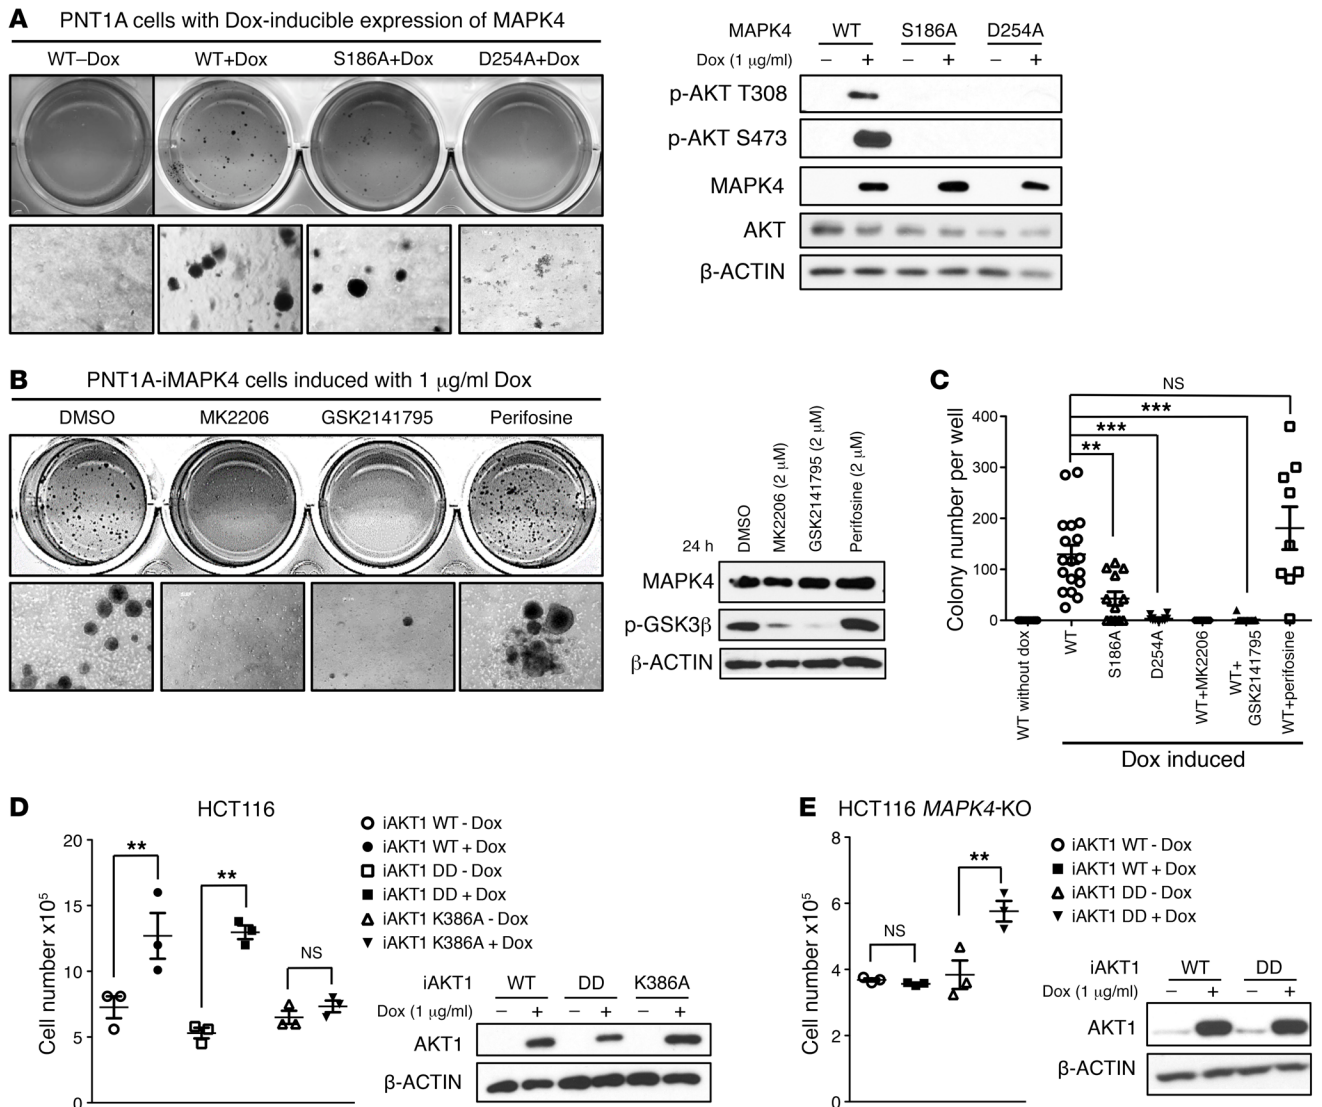 A
PNT1A cells with Dox-inducible expression of MAPK4
WT–Dox WT+Dox S186A+Dox D254A+Dox
MAPK4 WT S186A D254A
Dox (1 μg/ml) – + – + – +
p-AKT T308
p-AKT S473
MAPK4
AKT
β-ACTIN
B
PNT1A-iMAPK4 cells induced with 1 μg/ml Dox
DMSO MK2206 GSK2141795 Perifosine
24 h DMSO MK2206 (2 μM) GSK2141795 (2 μM) Perifosine (2 μM)
MAPK4
p-GSK3β
β-ACTIN
C
Colony number per well
400
300
200
100
0
NS
***
***
**
WT without dox
WT
S186A
D254A
WT+MK2206
WT+
GSK2141795
WT+perifosine
Dox induced
D
HCT116
Cell number x10⁵
20
15
10
5
0
**
**
NS
iAKT1 WT - Dox
iAKT1 WT + Dox
iAKT1 DD - Dox
iAKT1 DD + Dox
iAKT1 K386A - Dox
iAKT1 K386A + Dox
iAKT1 WT DD K386A
Dox (1 μg/ml) – + – + – +
AKT1
β-ACTIN
E
HCT116 MAPK4-KO
Cell number x10⁵
8
6
4
2
0
NS
**
iAKT1 WT - Dox
iAKT1 WT + Dox
iAKT1 DD - Dox
iAKT1 DD + Dox
iAKT1 WT DD
Dox (1 μg/ml) – + – +
AKT1
β-ACTIN